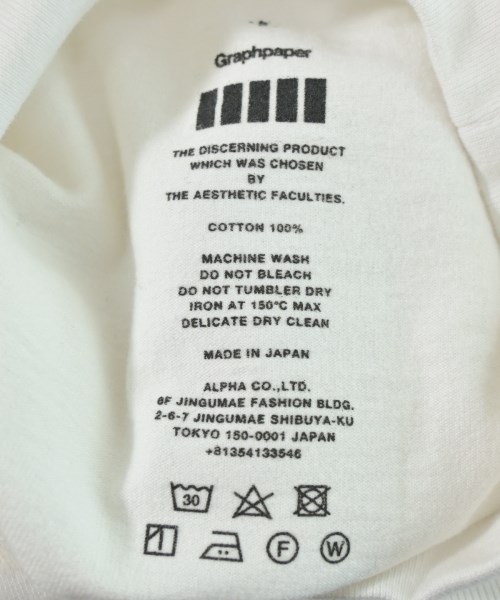 Graphpaper
THE DISCERNING PRODUCT
WHICH WAS CHOSEN
BY
THE AESTHETIC FACULTIES.
COTTON 100%
MACHINE WASH
DO NOT BLEACH
DO NOT TUMBLER DRY
IRON AT 150°C MAX
DELICATE DRY CLEAN
MADE IN JAPAN
ALPHA CO.,LTD.
6F JINGUMAE FASHION BLDG.
2-6-7 JINGUMAE SHIBUYA-KU
TOKYO 150-0001 JAPAN
+81354133546
30
F W